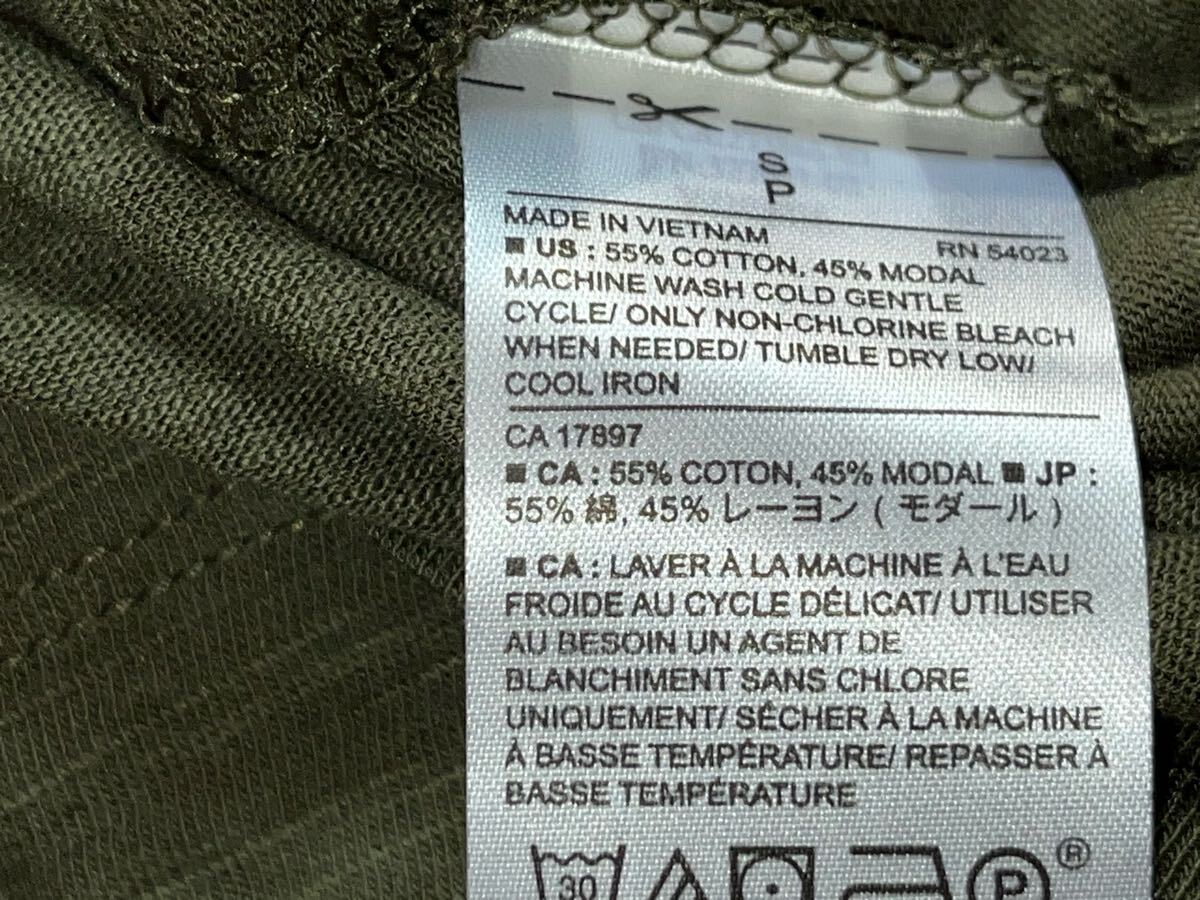 S
P
MADE IN VIETNAM RN 54023
■ US : 55% COTTON, 45% MODAL
MACHINE WASH COLD GENTLE
CYCLE/ ONLY NON-CHLORINE BLEACH
WHEN NEEDED/ TUMBLE DRY LOW/
COOL IRON
CA 17897
■ CA : 55% COTON, 45% MODAL ■ JP :
55% 綿, 45% レーヨン ( モダール )
■ CA : LAVER À LA MACHINE À L'EAU
FROIDE AU CYCLE DÉLICAT/ UTILISER
AU BESOIN UN AGENT DE
BLANCHIMENT SANS CHLORE
UNIQUEMENT/ SÉCHER À LA MACHINE
À BASSE TEMPÉRATURE/ REPASSER À
BASSE TEMPÉRATURE
30 P ®